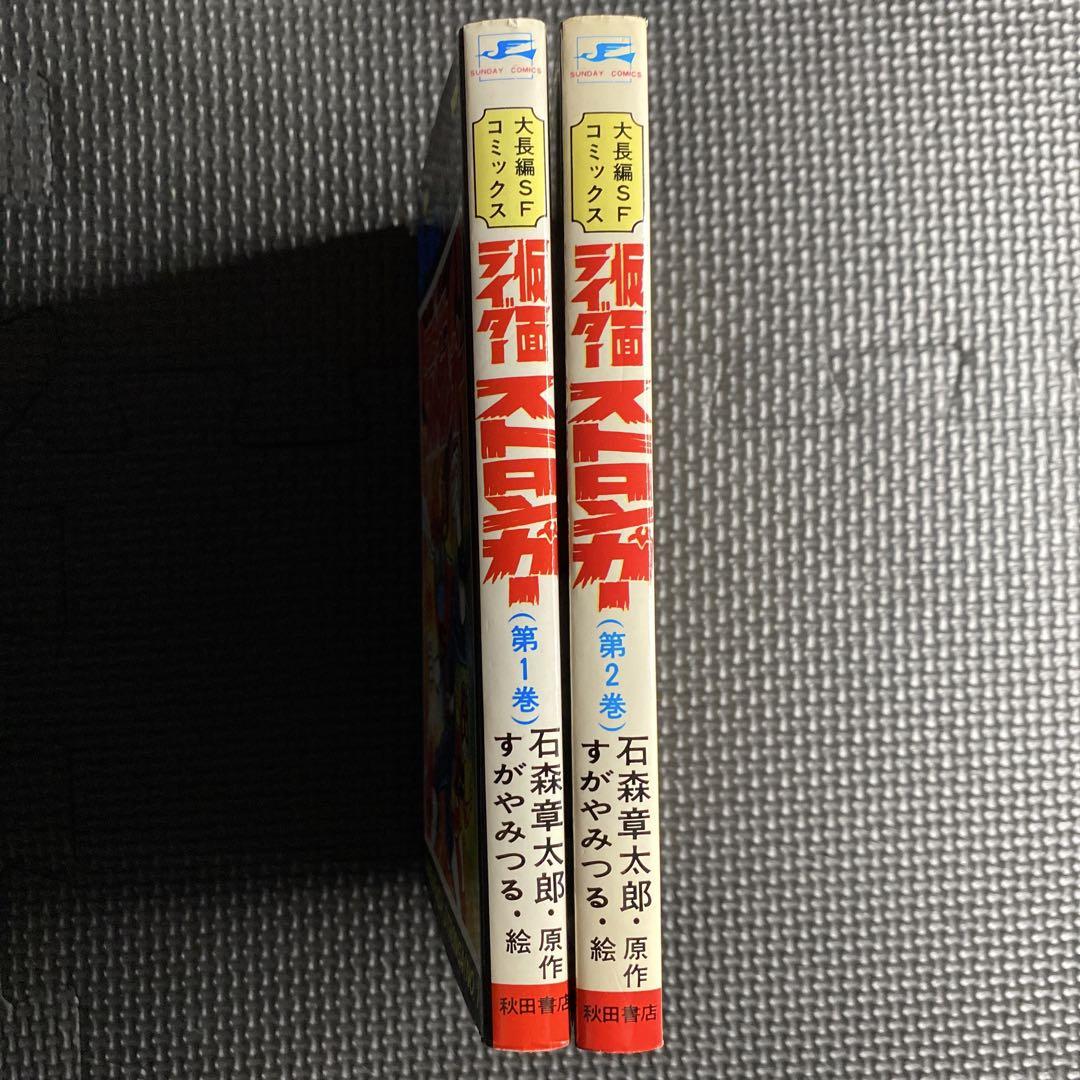 SUNDAY COMICS
大長編SF
コミックス
仮面
ライダー
ストロンガー
(第1巻)
石森章太郎・原作
すがやみつる・絵
秋田書店
SUNDAY COMICS
大長編SF
コミックス
仮面
ライダー
ストロンガー
(第2巻)
石森章太郎・原作
すがやみつる・絵
秋田書店